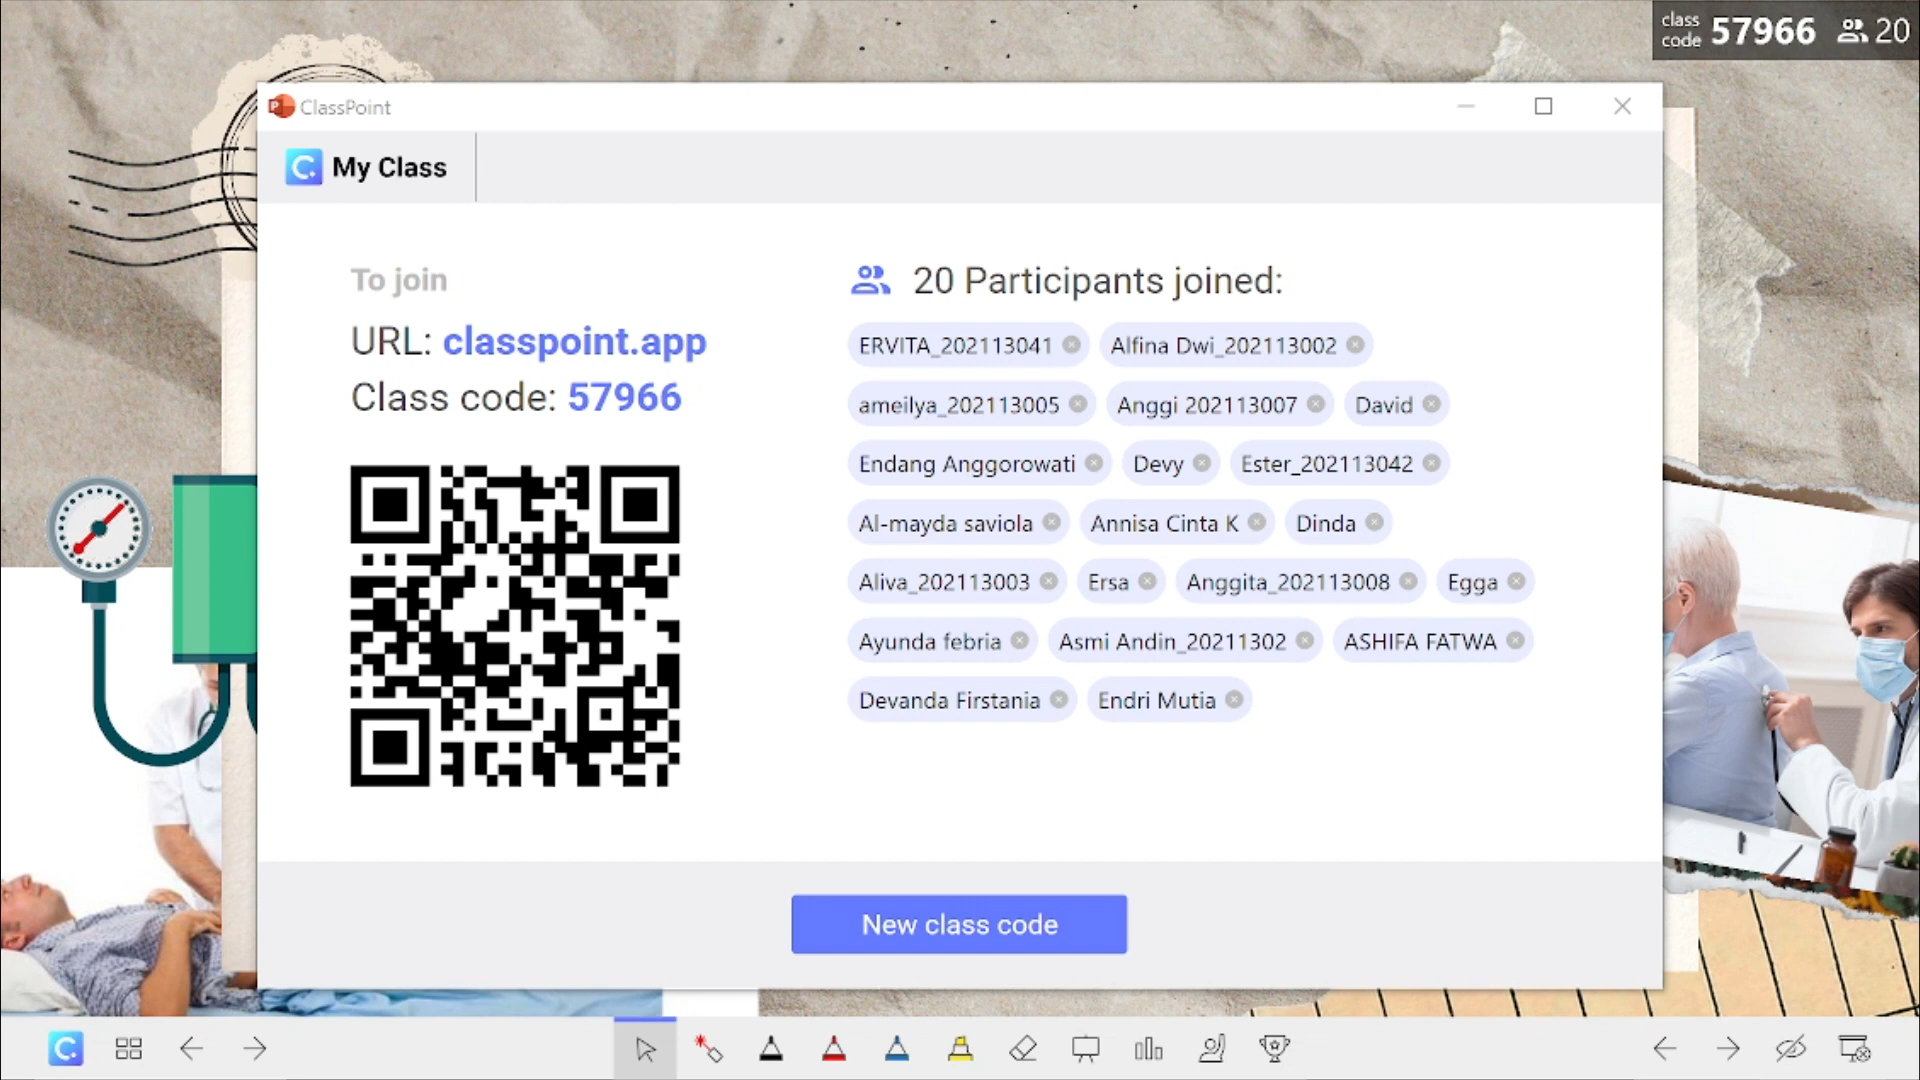 class code 57966 20
ClassPoint
My Class
To join
URL: classpoint.app
Class code: 57966
20 Participants joined:
ERVITA_202113041 Alfina Dwi_202113002
ameilya_202113005 Anggi 202113007 David
Endang Anggorowati Devy Ester_202113042
Al-mayda saviola Annisa Cinta K Dinda
Aliva_202113003 Ersa Anggita_202113008 Egga
Ayunda febria Asmi Andin_20211302 ASHIFA FATWA
Devanda Firstania Endri Mutia
New class code